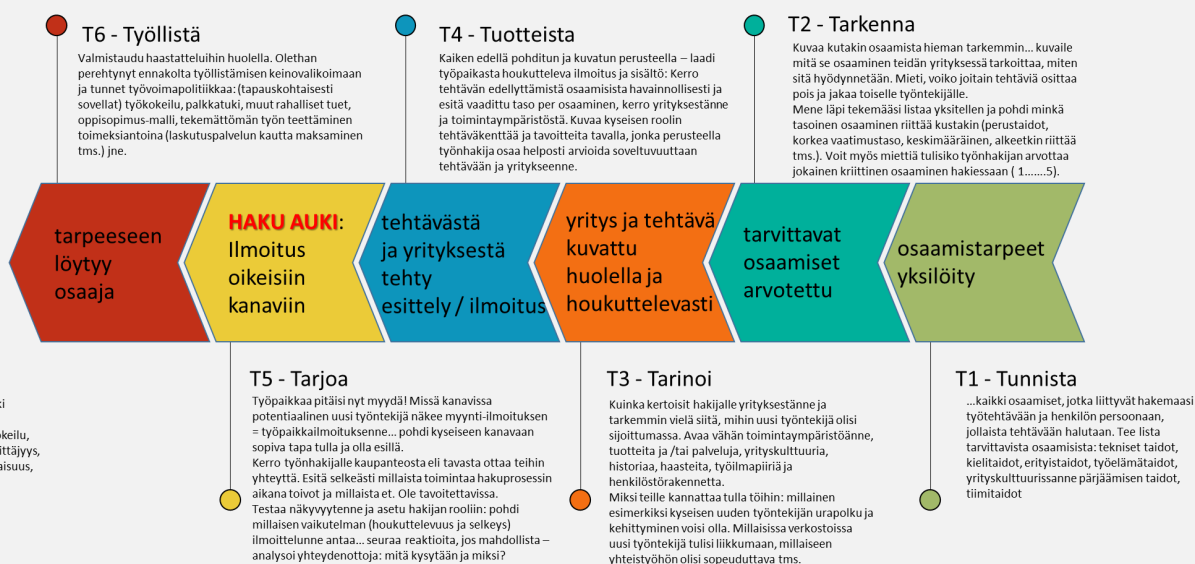 T6 - Työllistä
Valmistaudu haastatteluihin huolella. Olethan
perehtynyt ennakolta työllistämisen keinovalikoimaan
ja tunnet työvoimapolitiikkaa: (tapauskohtaisesti
sovellat) työkokeilu, palkkatuki, muut rahalliset tuet,
oppisopimus-malli, tekemättömän työn teettäminen
toimeksiantoina (laskutuspalvelun kautta maksaminen
tms.) jne.
T4 - Tuotteista
Kaiken edellä pohditun ja kuvatun perusteella – laadi
työpaikasta houkutteleva ilmoitus ja sisältö: Kerro
tehtävän edellyttämistä osaamisista havainnollisesti ja
esitä vaadittu taso per osaaminen, kerro yrityksestänne
ja toimintaympäristöstä. Kuvaa kyseisen roolin
tehtäväkenttää ja tavoitteita tavalla, jonka perusteella
työnhakija osaa helposti arvioida soveltuvuuttaan
tehtävään ja yritykseenne.
T2 - Tarkenna
Kuvaa kutakin osaamista hieman tarkemmin... kuvaile
mitä se osaaminen teidän yrityksessä tarkoittaa, miten
sitä hyödynnetään. Mieti, voiko joitain tehtäviä osittaa
pois ja jakaa toiselle työntekijälle.
Mene läpi tekemääsi listaa yksitellen ja pohdi minkä
tasoinen osaaminen riittää kustakin (perustaidot,
korkea vaatimustaso, keskimääräinen, alkeetkin riittää
tms.). Voit myös miettiä tulisiko työnhakijan arvottaa
jokainen kriittinen osaaminen hakiessaan ( 1.......5).
tarpeeseen
löytyy
osaaja
HAKU AUKI:
Ilmoitus
oikeisiin
kanaviin
tehtävästä
ja yrityksestä
tehty
esittely / ilmoitus
yritys ja tehtävä
kuvattu
huolella ja
houkuttelevasti
tarvittavat
osaamiset
arvotettu
osaamistarpeet
yksilöity
T5 - Tarjoa
Työpaikkaa pitäisi nyt myydä! Missä kanavissa
potentiaalinen uusi työntekijä näkee myynti-ilmoituksen
= työpaikkailmoituksenne... pohdi kyseiseen kanavaan
sopiva tapa tulla ja olla esillä.
Kerro työnhakijalle kaupanteosta eli tavasta ottaa teihin
yhteyttä. Esitä selkeästi millaista toimintaa hakuprosessin
aikana toivot ja millaista et. Ole tavoitettavissa.
Testaa näkyvyytenne ja asetu hakijan rooliin: pohdi
millaisen vaikutelman (houkuttelevuus ja selkeys)
ilmoittelunne antaa... seuraa reaktioita, jos mahdollista –
analysoi yhteydenottoja: mitä kysytään ja miksi?
T3 - Tarinoi
Kuinka kertoisit hakijalle yrityksestänne ja
tarkemmin vielä siitä, mihin uusi työntekijä olisi
sijoittumassa. Avaa vähän toimintaympäristöänne,
tuotteita ja /tai palveluja, yrityskulttuuria,
historiaa, haasteita, työilmapiiriä ja
henkilöstörakennetta.
Miksi teille kannattaa tulla töihin: millainen
esimerkiksi kyseisen uuden työntekijän urapolku ja
kehittyminen voisi olla. Millaisissa verkostoissa
uusi työntekijä tulisi liikkumaan, millaiseen
yhteistyöhön olisi sopeuduttava tms.
T1 - Tunnista
...kaikki osaamiset, jotka liittyvät hakemaasi
työtehtävään ja henkilön persoonaan,
jollaista tehtävään halutaan. Tee lista
tarvittavista osaamisista: tekniset taidot,
kielitaidot, erityistaidot, työelämätaidot,
yrityskulttuurissanne pärjäämisen taidot,
tiimitaidot